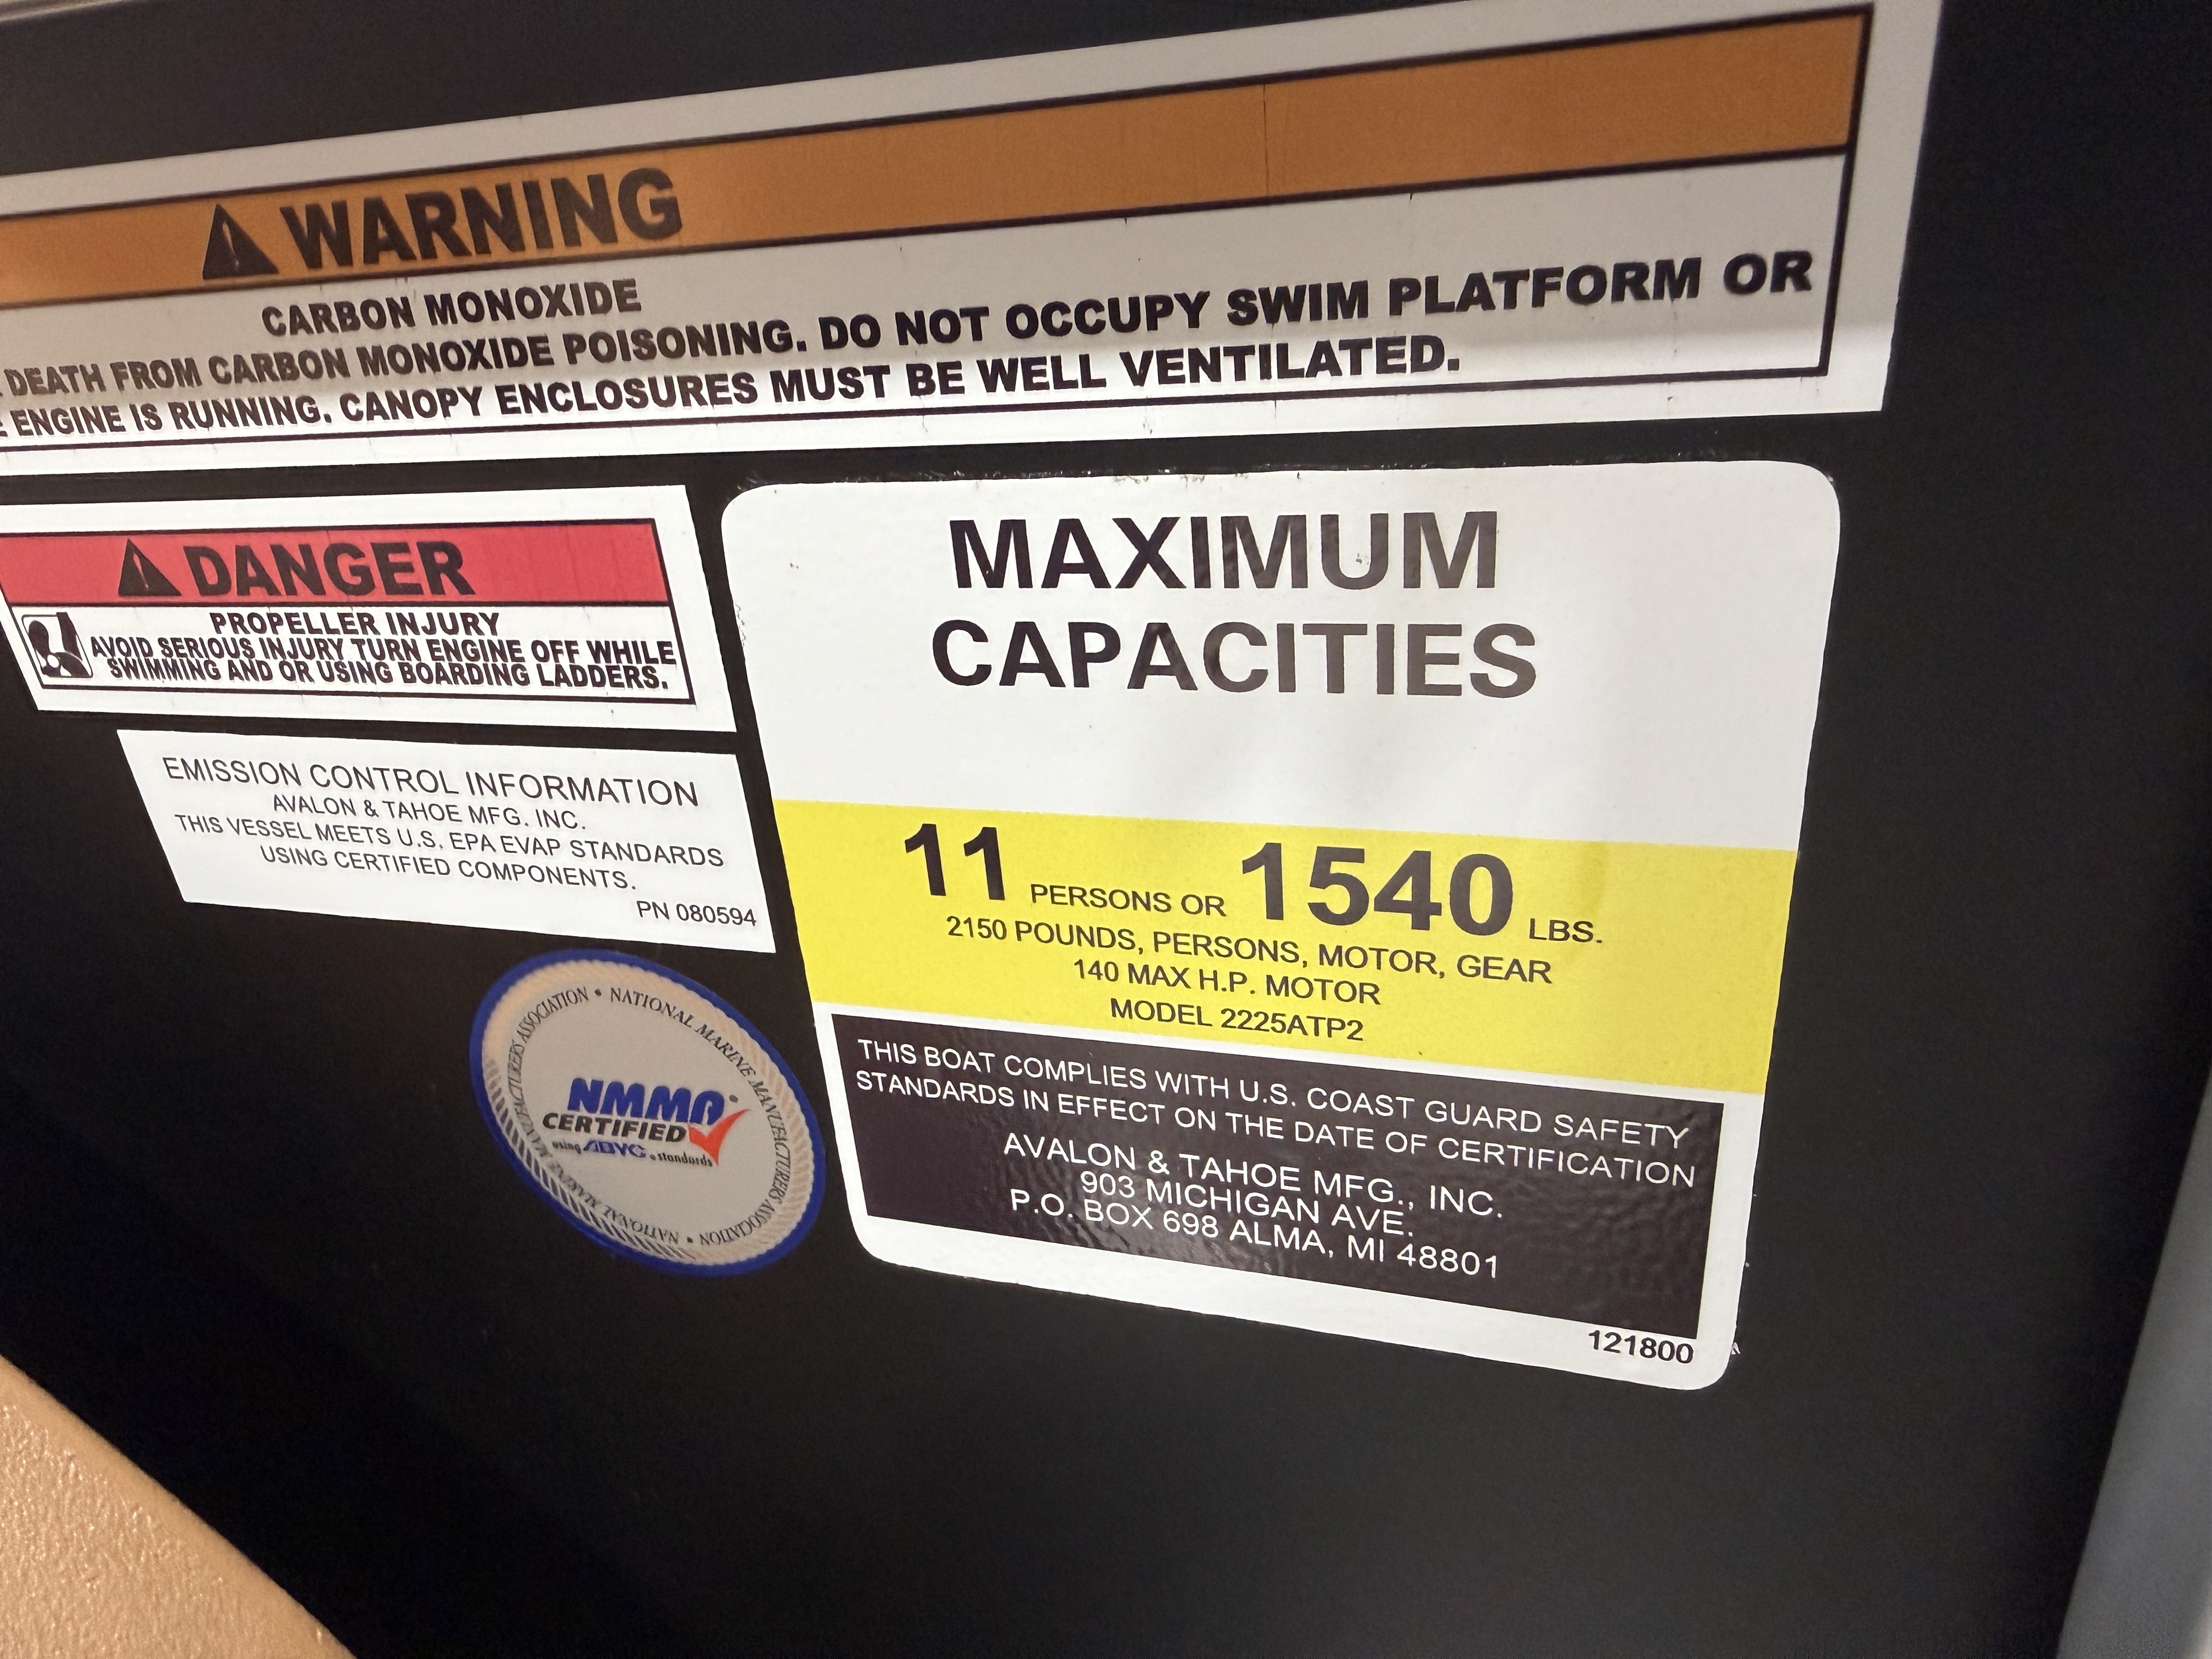 WARNING
CARBON MONOXIDE
DEATH FROM CARBON MONOXIDE POISONING. DO NOT OCCUPY SWIM PLATFORM OR
ENGINE IS RUNNING. CANOPY ENCLOSURES MUST BE WELL VENTILATED.
DANGER
PROPELLER INJURY
AVOID SERIOUS INJURY TURN ENGINE OFF WHILE
SWIMMING AND OR USING BOARDING LADDERS.
EMISSION CONTROL INFORMATION
AVALON & TAHOE MFG. INC.
THIS VESSEL MEETS U.S. EPA EVAP STANDARDS
USING CERTIFIED COMPONENTS.
PN 080594
NATIONAL MARINE MANUFACTURERS ASSOCIATION • NATIONAL MARINE MANUFACTURERS ASSOCIATION •
NMMA
CERTIFIED
using ABYC standards
MAXIMUM
CAPACITIES
11 PERSONS OR 1540 LBS.
2150 POUNDS, PERSONS, MOTOR, GEAR
140 MAX H.P. MOTOR
MODEL 2225ATP2
THIS BOAT COMPLIES WITH U.S. COAST GUARD SAFETY
STANDARDS IN EFFECT ON THE DATE OF CERTIFICATION
AVALON & TAHOE MFG., INC.
903 MICHIGAN AVE.
P.O. BOX 698 ALMA, MI 48801
121800